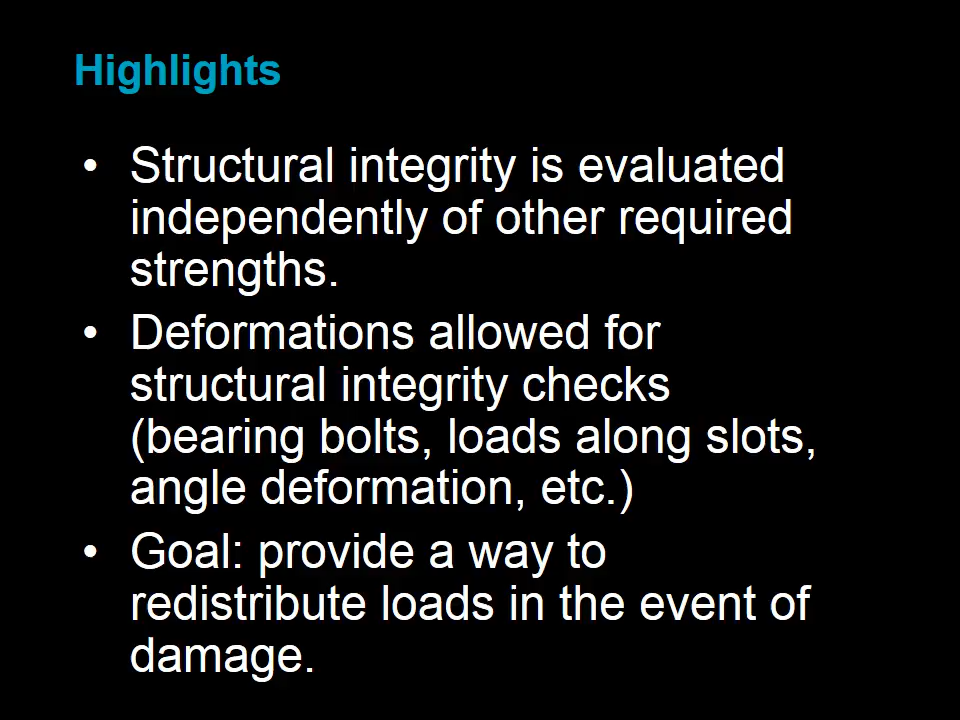 Highlights
• Structural integrity is evaluated
independently of other required
strengths.
• Deformations allowed for
structural integrity checks
(bearing bolts, loads along slots,
angle deformation, etc.)
• Goal: provide a way to
redistribute loads in the event of
damage.